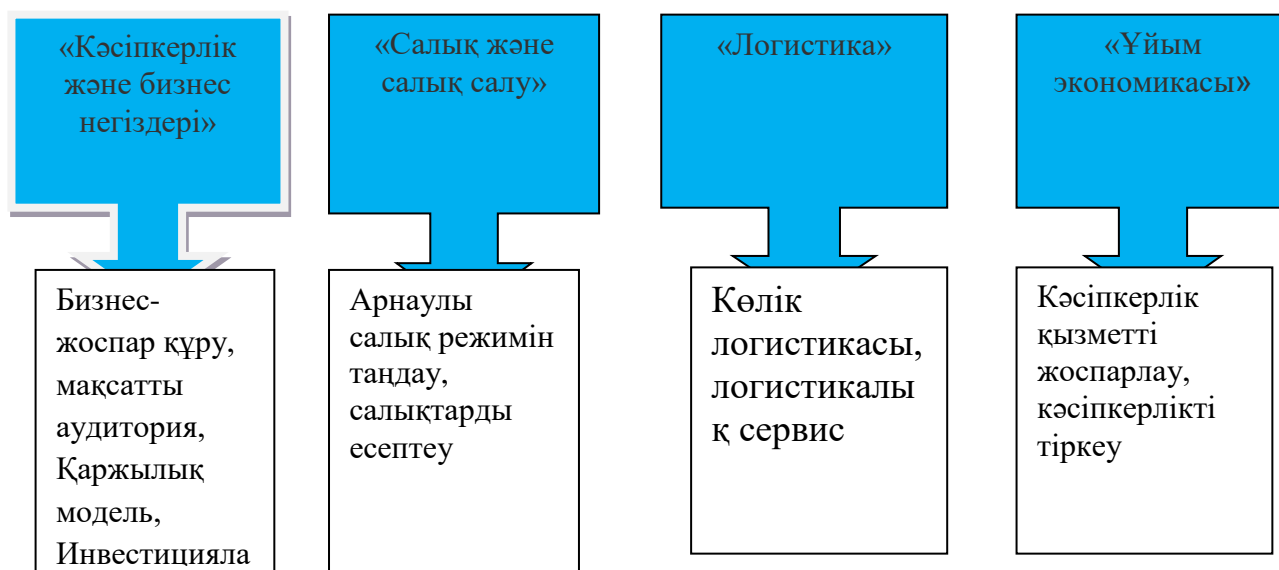 «Кәсіпкерлік
және бизнес
негіздері»
«Салық және
салық салу»
«Логистика»
«Ұйым
экономикасы»
Бизнес-
жоспар құру,
мақсатты
аудитория,
Қаржылық
модель,
Инвестицияла
Арнаулы
салық режимін
таңдау,
салықтарды
есептеу
Көлік
логистикасы,
логистикалы
қ сервис
Кәсіпкерлік
қызметті
жоспарлау,
кәсіпкерлікті
тіркеу